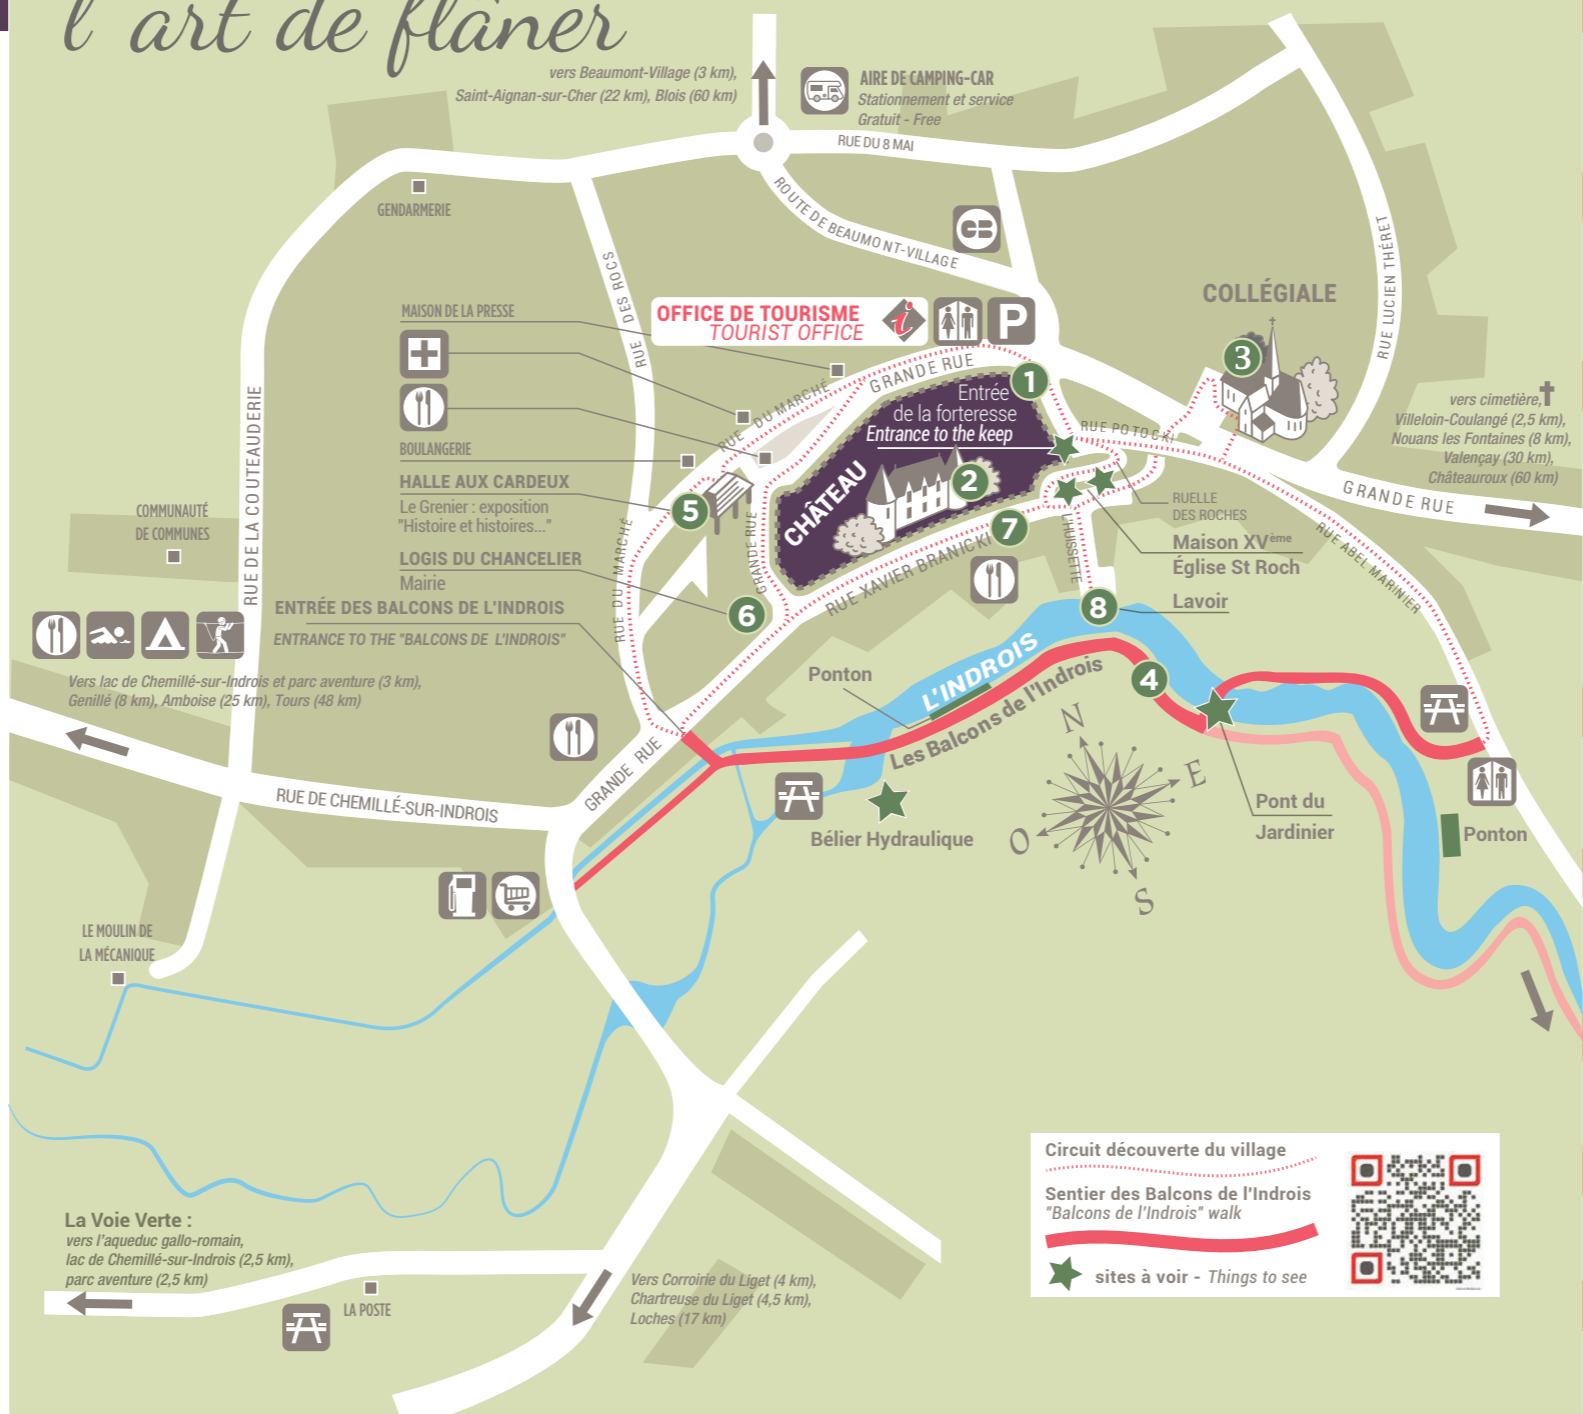 l'art de flâner
vers Beaumont-Village (3 km),
Saint-Aignan-sur-Cher (22 km), Blois (60 km)
AIRE DE CAMPING-CAR
Stationnement et service
Gratuit - Free
RUE DU 8 MAI
GENDARMERIE
ROUTE DE BEAUMONT-VILLAGE
CB
RUE DES ROCS
RUE LUCIEN THÉRET
COLLÉGIALE
3
MAISON DE LA PRESSE
OFFICE DE TOURISME
TOURIST OFFICE
i
P
GRANDE RUE
1
Entrée
de la forteresse
Entrance to the keep
RUE DU MARCHÉ
RUE POTOCKI
vers cimetière,
Villeloin-Coulangé (2,5 km),
Nouans les Fontaines (8 km),
Valençay (30 km),
Châteauroux (60 km)
GRANDE RUE
RUE DE LA COUTEAUDERIE
BOULANGERIE
HALLE AUX CARDEUX
Le Grenier : exposition
"Histoire et histoires..."
5
CHÂTEAU
2
7
RUELLE
DES ROCHES
Maison XVème
Église St Roch
Lavoir
8
L'HUISSETTE
RUE ABEL MARINIER
COMMUNAUTÉ
DE COMMUNES
LOGIS DU CHANCELIER
Mairie
6
GRANDE RUE
RUE XAVIER BRANICKI
RUE DU MARCHÉ
ENTRÉE DES BALCONS DE L'INDROIS
ENTRANCE TO THE "BALCONS DE L'INDROIS"
Vers lac de Chemillé-sur-Indrois et parc aventure (3 km),
Genillé (8 km), Amboise (25 km), Tours (48 km)
Ponton
L'INDROIS
Les Balcons de l'Indrois
4
GRANDE RUE
RUE DE CHEMILLÉ-SUR-INDROIS
N
E
O
S
Bélier Hydraulique
Pont du
Jardinier
Ponton
LE MOULIN DE
LA MÉCANIQUE
La Voie Verte :
vers l'aqueduc gallo-romain,
lac de Chemillé-sur-Indrois (2,5 km),
parc aventure (2,5 km)
LA POSTE
Vers Corroirie du Liget (4 km),
Chartreuse du Liget (4,5 km),
Loches (17 km)
Circuit découverte du village
Sentier des Balcons de l'Indrois
"Balcons de l'Indrois" walk
sites à voir - Things to see